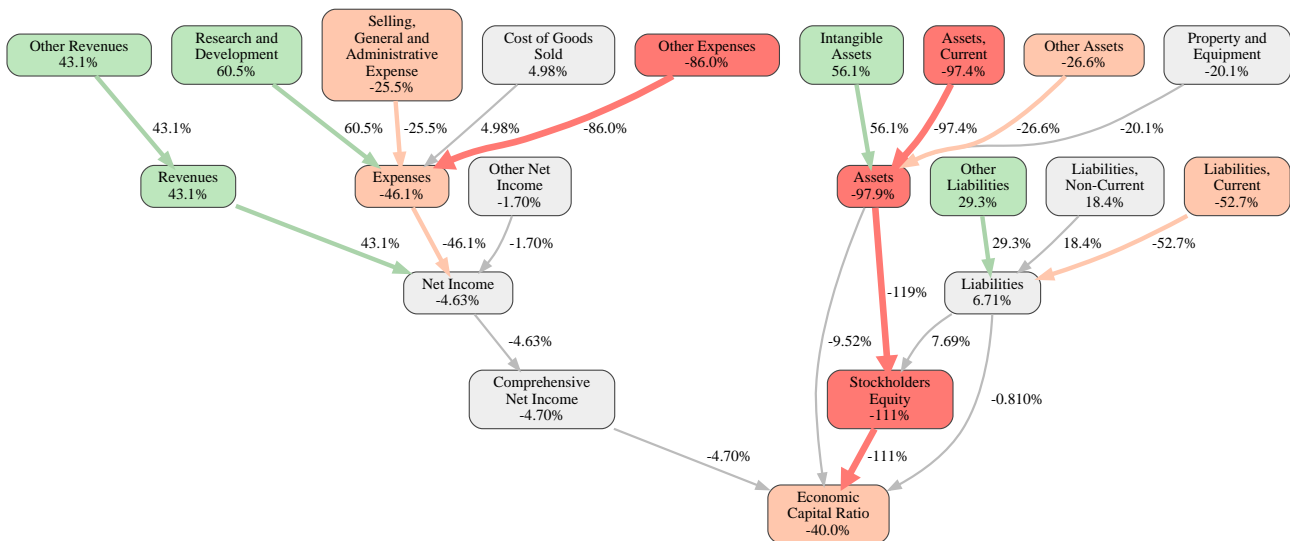 Other Revenues
43.1%
Research and
Development
60.5%
Selling,
General and
Administrative
Expense
-25.5%
Cost of Goods
Sold
4.98%
Other Expenses
-86.0%
Intangible
Assets
56.1%
Assets,
Current
-97.4%
Other Assets
-26.6%
Property and
Equipment
-20.1%
43.1%
60.5%
-25.5%
4.98%
-86.0%
56.1%
-97.4%
-26.6%
-20.1%
Revenues
43.1%
Expenses
-46.1%
Other Net
Income
-1.70%
Assets
-97.9%
Other
Liabilities
29.3%
Liabilities,
Non-Current
18.4%
Liabilities,
Current
-52.7%
43.1%
-46.1%
-1.70%
29.3%
18.4%
-52.7%
Net Income
-4.63%
-119%
Liabilities
6.71%
-4.63%
-9.52%
7.69%
Comprehensive
Net Income
-4.70%
Stockholders
Equity
-111%
-0.810%
-4.70%
-111%
Economic
Capital Ratio
-40.0%